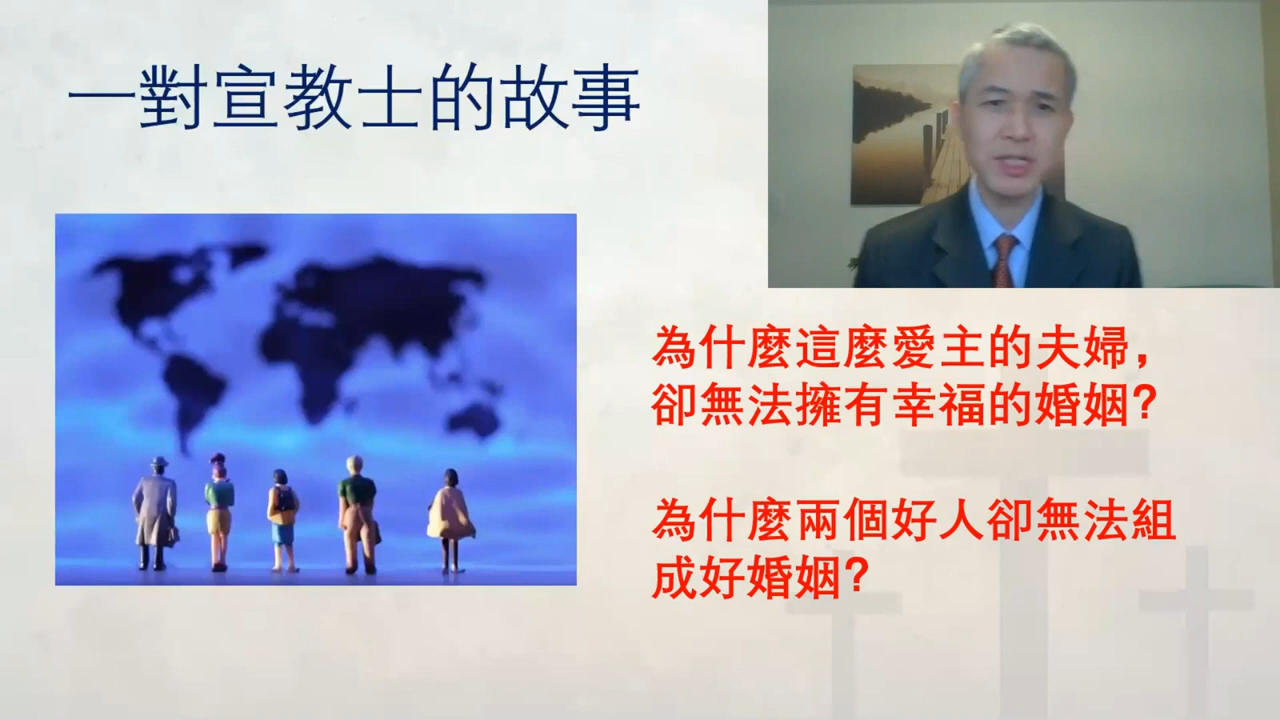 一對宣教士的故事
為什麼這麼愛主的夫婦，
卻無法擁有幸福的婚姻？
為什麼兩個好人卻無法組
成好婚姻？